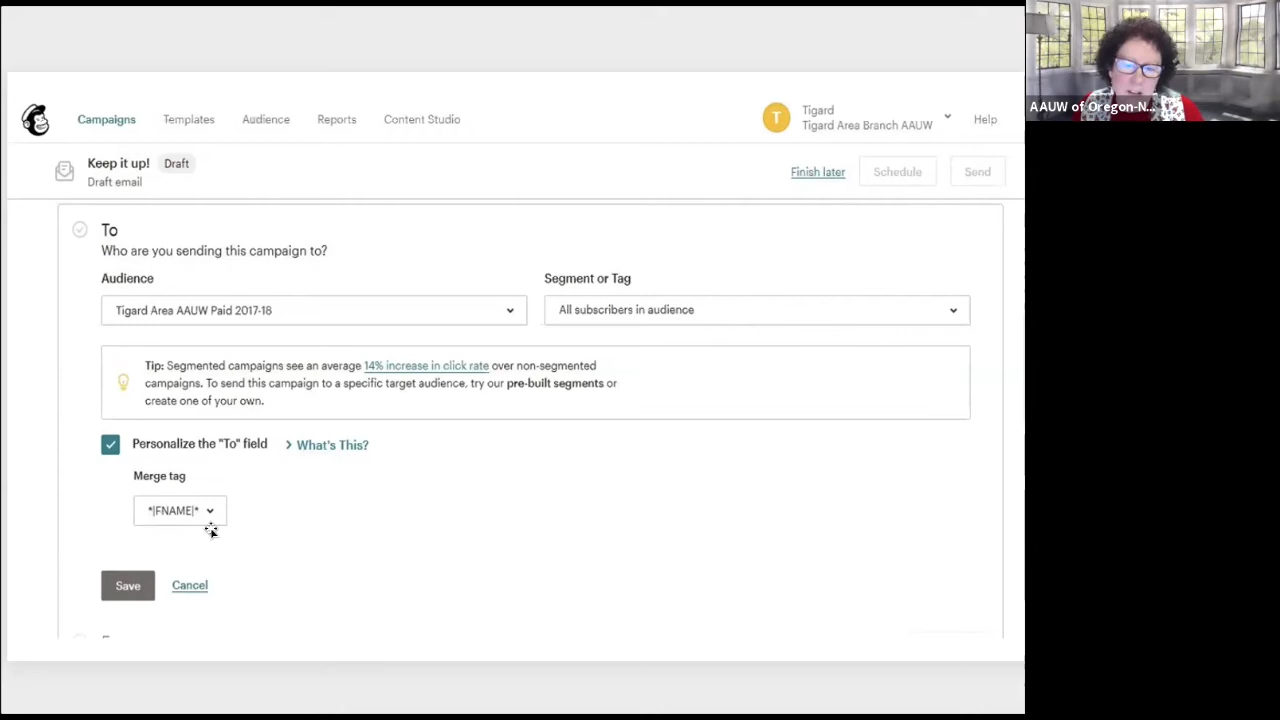 AAUW of Oregon-N...
Campaigns Templates Audience Reports Content Studio
T
Tigard
Tigard Area Branch AAUW
Help
Keep it up! Draft
Draft email
Finish later Schedule Send
To
Who are you sending this campaign to?
Audience Segment or Tag
Tigard Area AAUW Paid 2017-18 All subscribers in audience
Tip: Segmented campaigns see an average 14% increase in click rate over non-segmented
campaigns. To send this campaign to a specific target audience, try our pre-built segments or
create one of your own.
Personalize the "To" field > What's This?
Merge tag
*|FNAME|*
Save Cancel